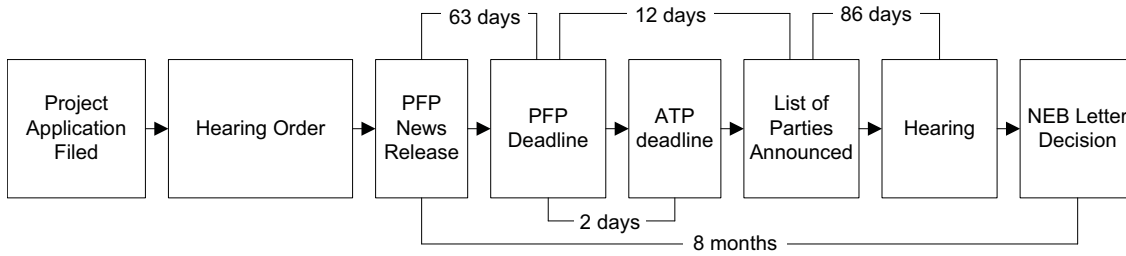 63 days
12 days
86 days
Project
Application
Filed
Hearing Order
PFP
News
Release
PFP
Deadline
ATP
deadline
List of
Parties
Announced
Hearing
NEB Letter
Decision
2 days
8 months